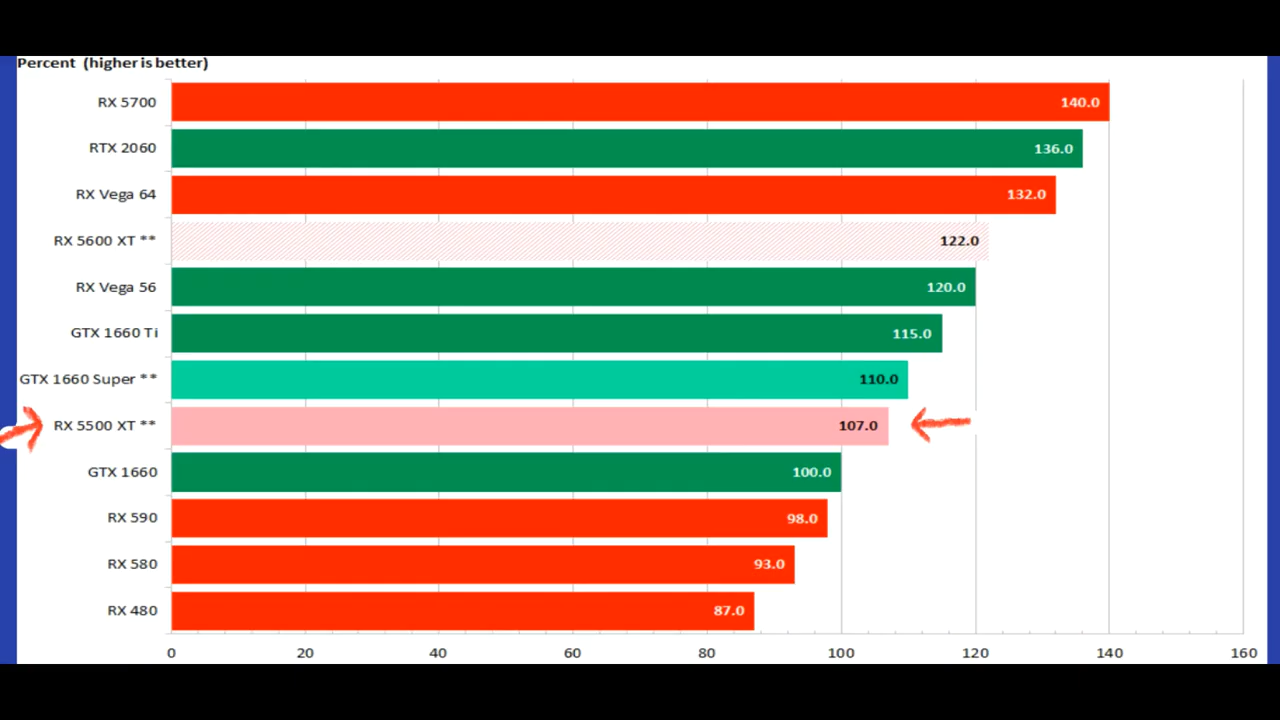 Percent (higher is better)
RX 5700 140.0
RTX 2060 136.0
RX Vega 64 132.0
RX 5600 XT ** 122.0
RX Vega 56 120.0
GTX 1660 Ti 115.0
GTX 1660 Super ** 110.0
RX 5500 XT ** 107.0
GTX 1660 100.0
RX 590 98.0
RX 580 93.0
RX 480 87.0
0 20 40 60 80 100 120 140 160